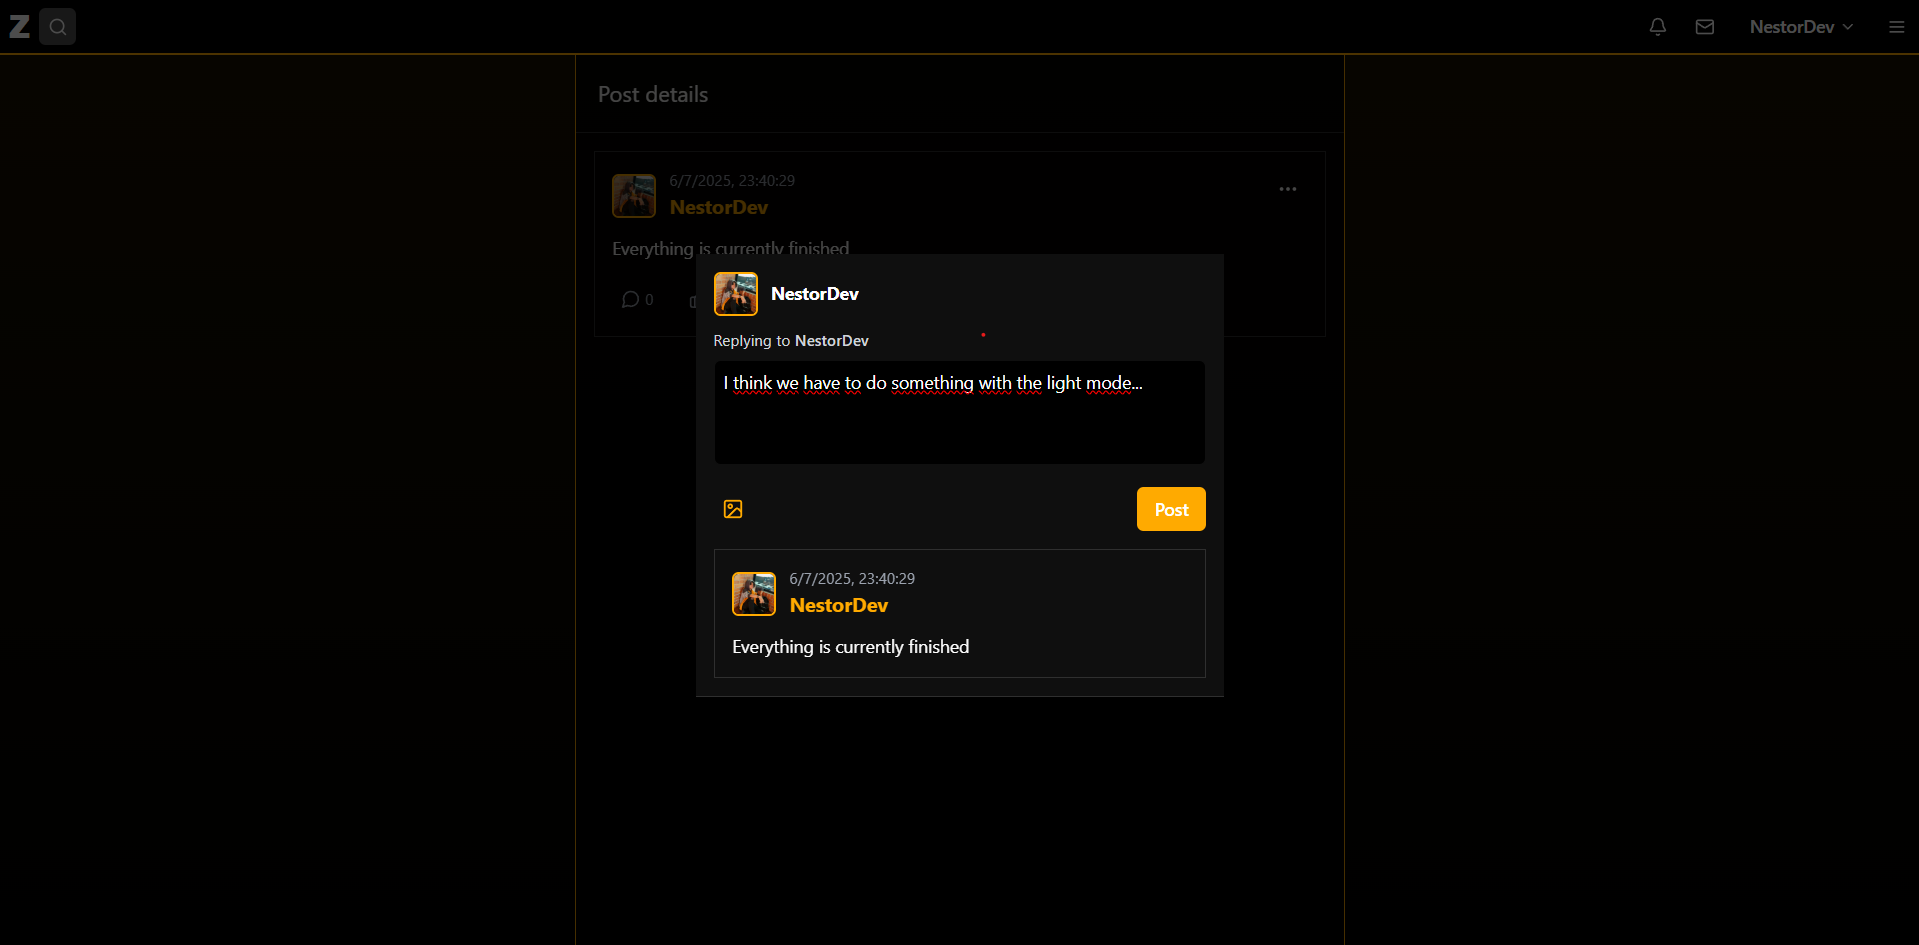 Z
NestorDev
Post details
6/7/2025, 23:40:29
NestorDev
Everything is currently finished
0
NestorDev
Replying to NestorDev
I think we have to do something with the light mode...
Post
6/7/2025, 23:40:29
NestorDev
Everything is currently finished